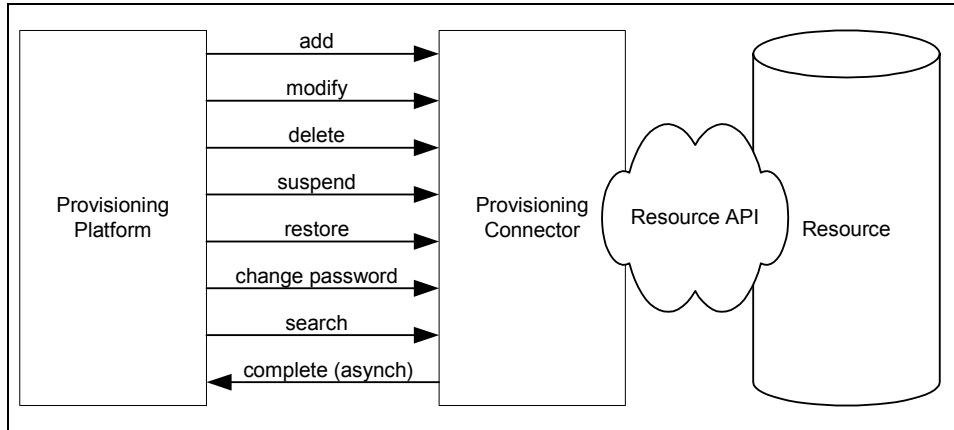 add
modify
delete
suspend
restore
change password
search
complete (asynch)
Provisioning
Platform
Provisioning
Connector
Resource API
Resource